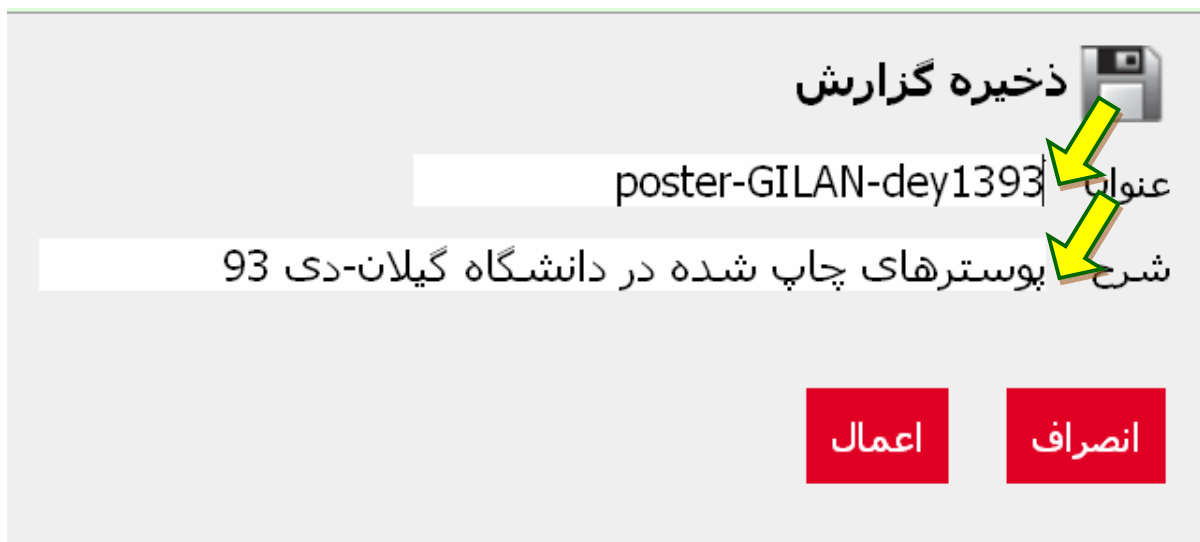 ذخیره گزارش
عنوان poster-GILAN-dey1393
شرح پوسترهای چاپ شده در دانشگاه گیلان-دی 93
انصراف اعمال